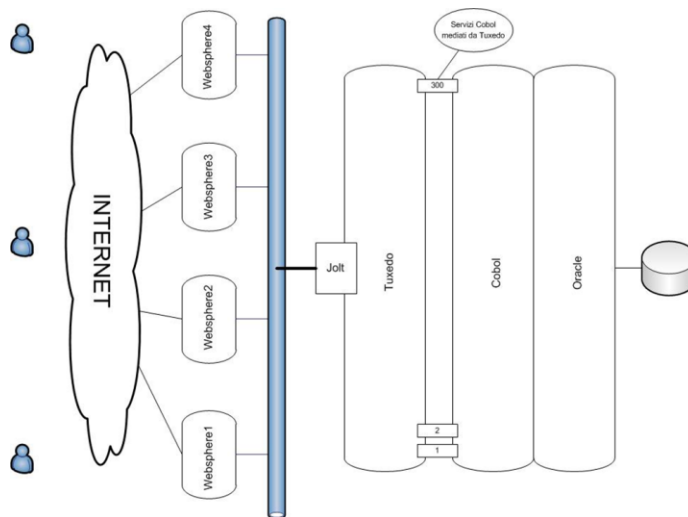 Servizi Cobol
mediati da Tuxedo
300
Websphere4
Websphere3
Websphere2
Websphere1
INTERNET
Jolt
Tuxedo
Cobol
Oracle
2
1